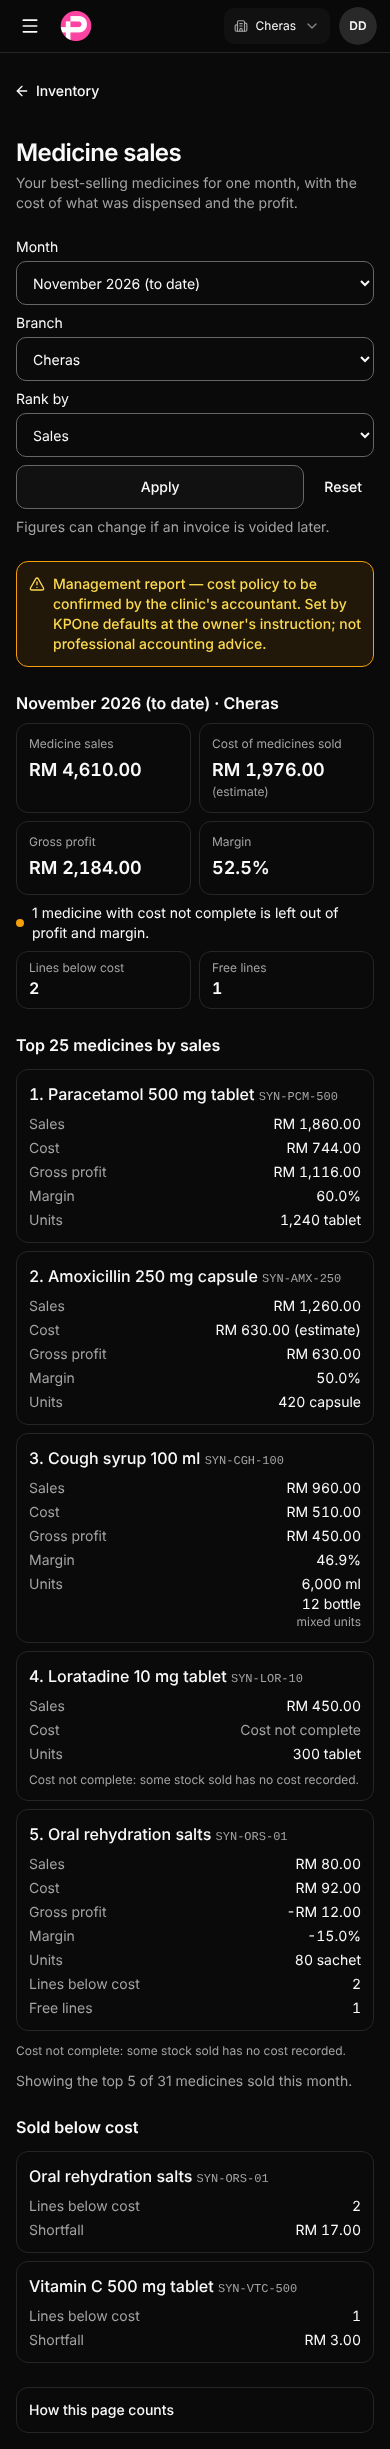 Cheras
DD
Inventory
Medicine sales
Your best-selling medicines for one month, with the
cost of what was dispensed and the profit.
Month
November 2026 (to date)
Branch
Cheras
Rank by
Sales
Apply
Reset
Figures can change if an invoice is voided later.
Management report — cost policy to be
confirmed by the clinic's accountant. Set by
KPOne defaults at the owner's instruction; not
professional accounting advice.
November 2026 (to date) · Cheras
Medicine sales
RM 4,610.00
Cost of medicines sold
RM 1,976.00
(estimate)
Gross profit
RM 2,184.00
Margin
52.5%
1 medicine with cost not complete is left out of
profit and margin.
Lines below cost
2
Free lines
1
Top 25 medicines by sales
1. Paracetamol 500 mg tablet SYN-PCM-500
Sales RM 1,860.00
Cost RM 744.00
Gross profit RM 1,116.00
Margin 60.0%
Units 1,240 tablet
2. Amoxicillin 250 mg capsule SYN-AMX-250
Sales RM 1,260.00
Cost RM 630.00 (estimate)
Gross profit RM 630.00
Margin 50.0%
Units 420 capsule
3. Cough syrup 100 ml SYN-CGH-100
Sales RM 960.00
Cost RM 510.00
Gross profit RM 450.00
Margin 46.9%
Units 6,000 ml
12 bottle
mixed units
4. Loratadine 10 mg tablet SYN-LOR-10
Sales RM 450.00
Cost Cost not complete
Units 300 tablet
Cost not complete: some stock sold has no cost recorded.
5. Oral rehydration salts SYN-ORS-01
Sales RM 80.00
Cost RM 92.00
Gross profit -RM 12.00
Margin -15.0%
Units 80 sachet
Lines below cost 2
Free lines 1
Cost not complete: some stock sold has no cost recorded.
Showing the top 5 of 31 medicines sold this month.
Sold below cost
Oral rehydration salts SYN-ORS-01
Lines below cost 2
Shortfall RM 17.00
Vitamin C 500 mg tablet SYN-VTC-500
Lines below cost 1
Shortfall RM 3.00
How this page counts